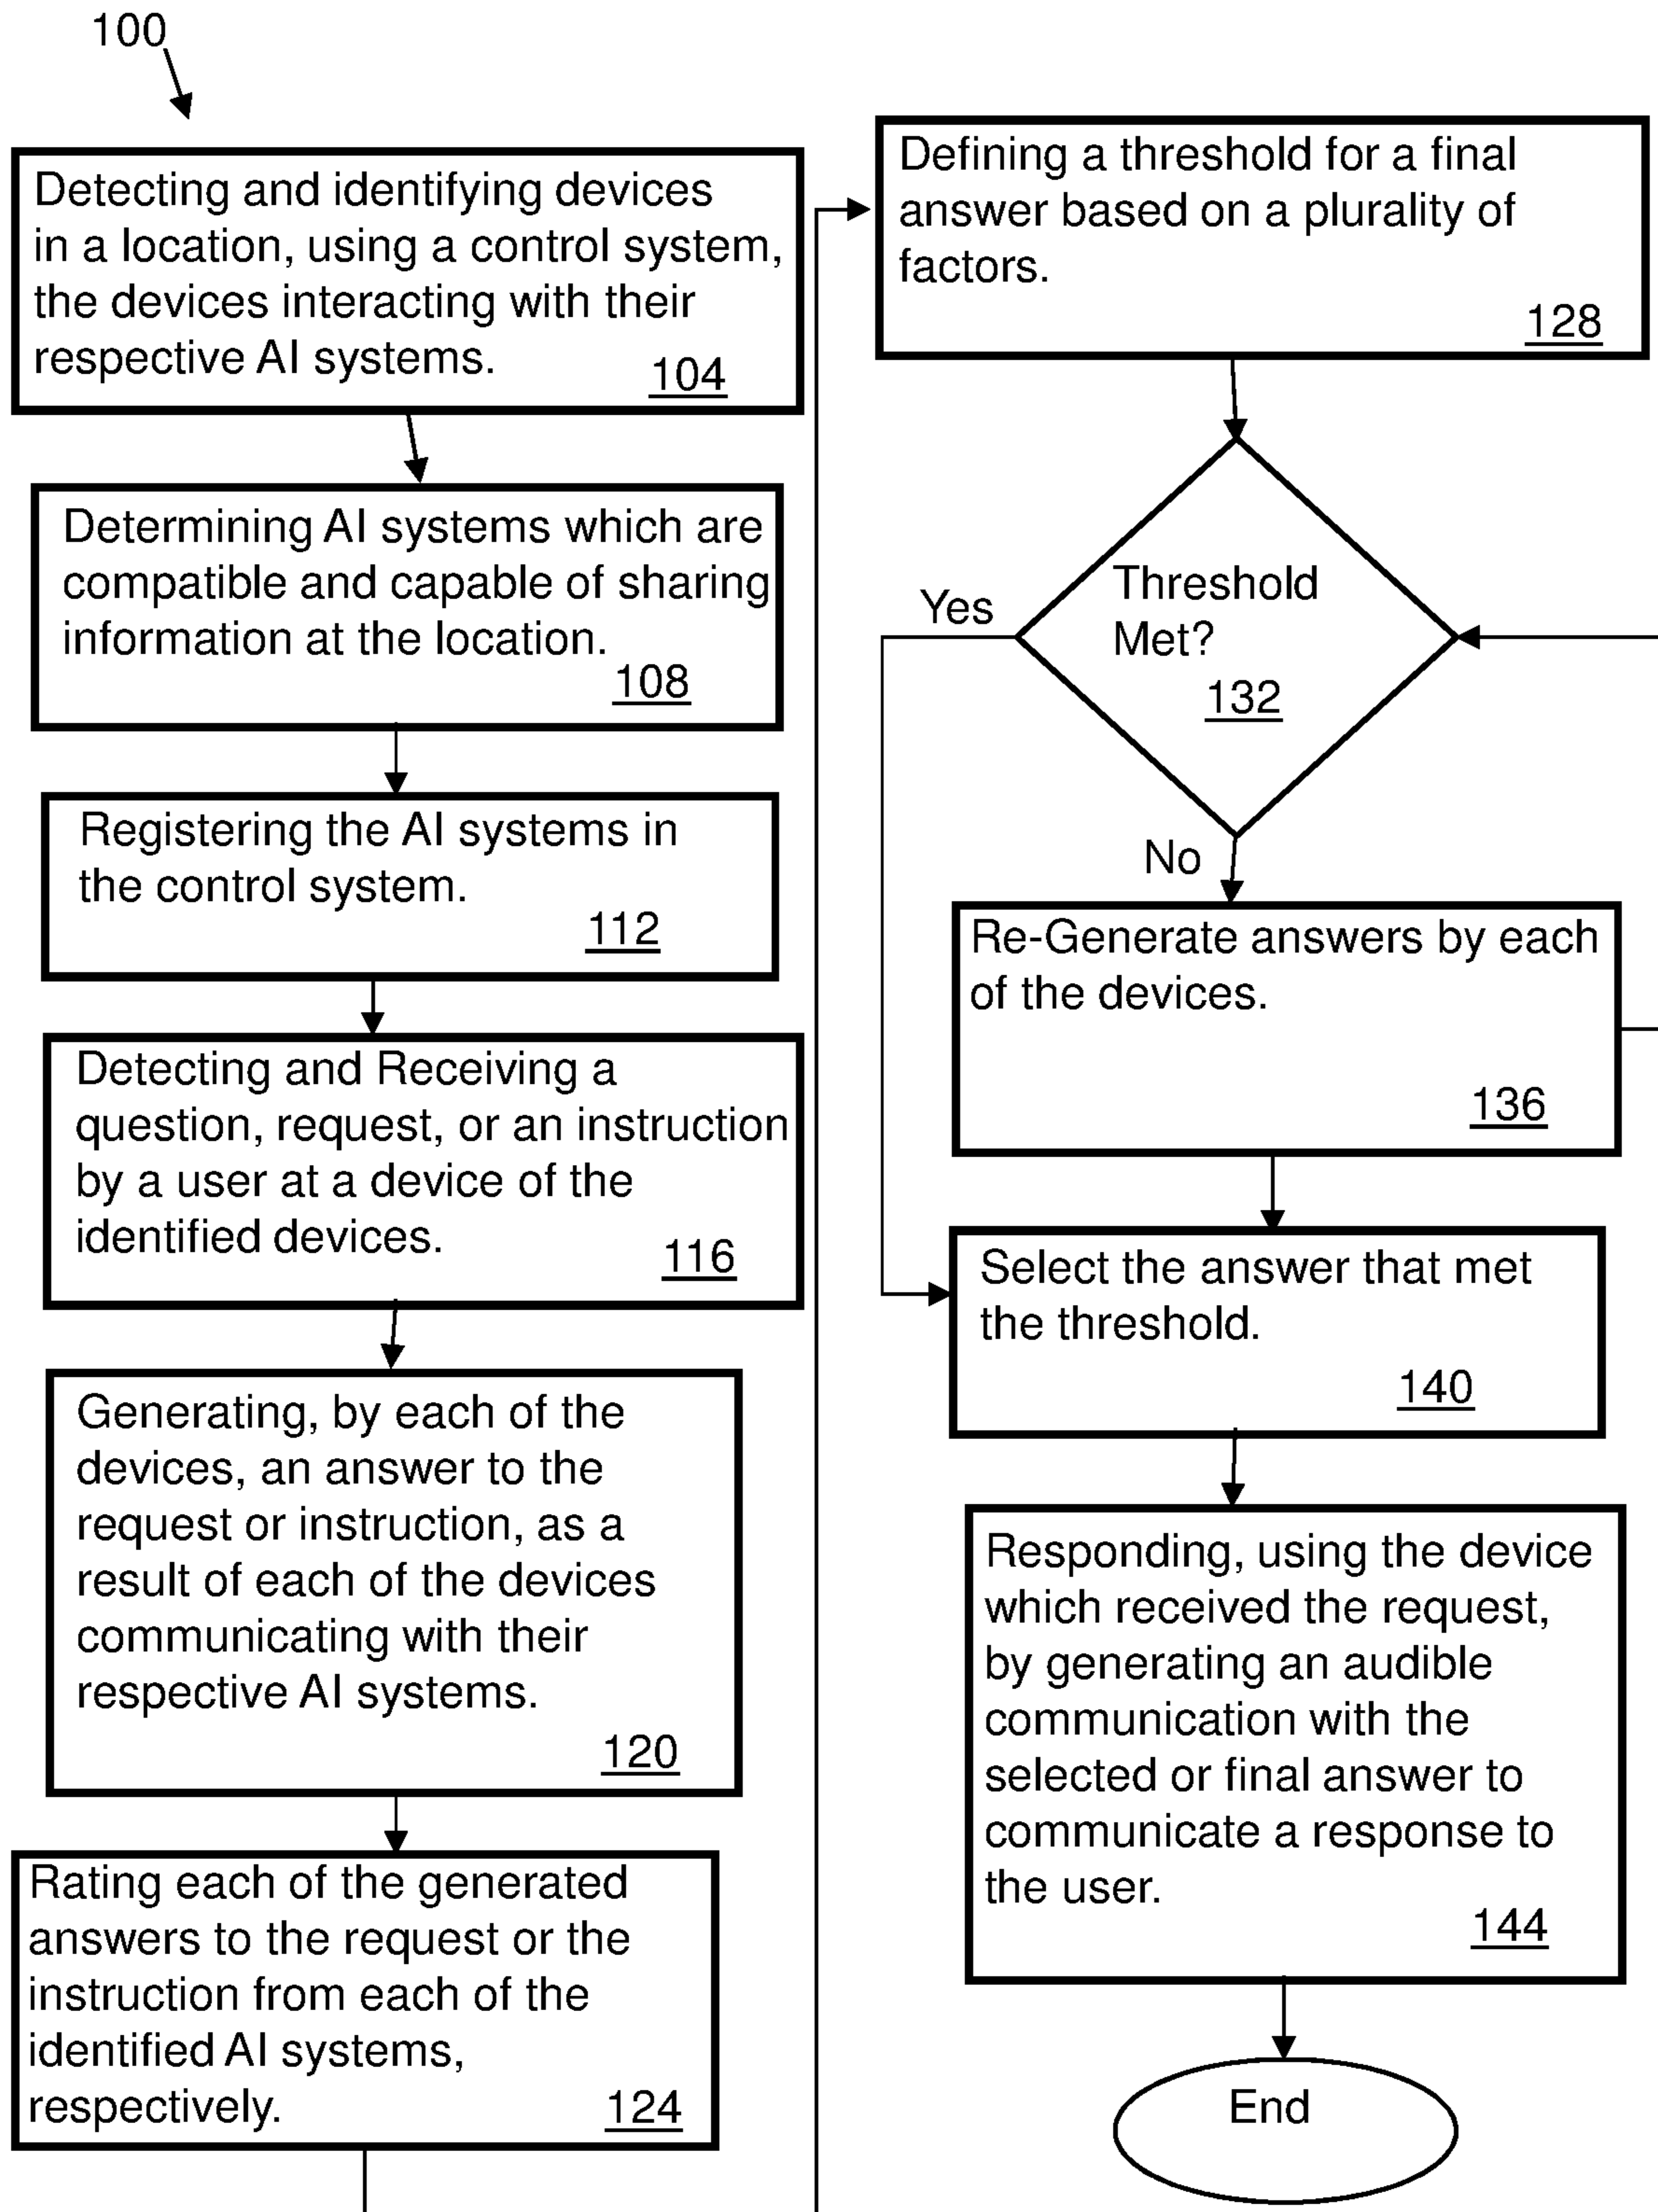 100
Detecting and identifying devices
in a location, using a control system,
the devices interacting with their
respective AI systems.
104
Determining AI systems which are
compatible and capable of sharing
information at the location.
108
Registering the AI systems in
the control system.
112
Detecting and Receiving a
question, request, or an instruction
by a user at a device of the
identified devices.
116
Generating, by each of the
devices, an answer to the
request or instruction, as a
result of each of the devices
communicating with their
respective AI systems.
120
Rating each of the generated
answers to the request or the
instruction from each of the
identified AI systems,
respectively.
124
Defining a threshold for a final
answer based on a plurality of
factors.
128
Threshold
Met?
132
Yes
No
Re-Generate answers by each
of the devices.
136
Select the answer that met
the threshold.
140
Responding, using the device
which received the request,
by generating an audible
communication with the
selected or final answer to
communicate a response to
the user.
144
End